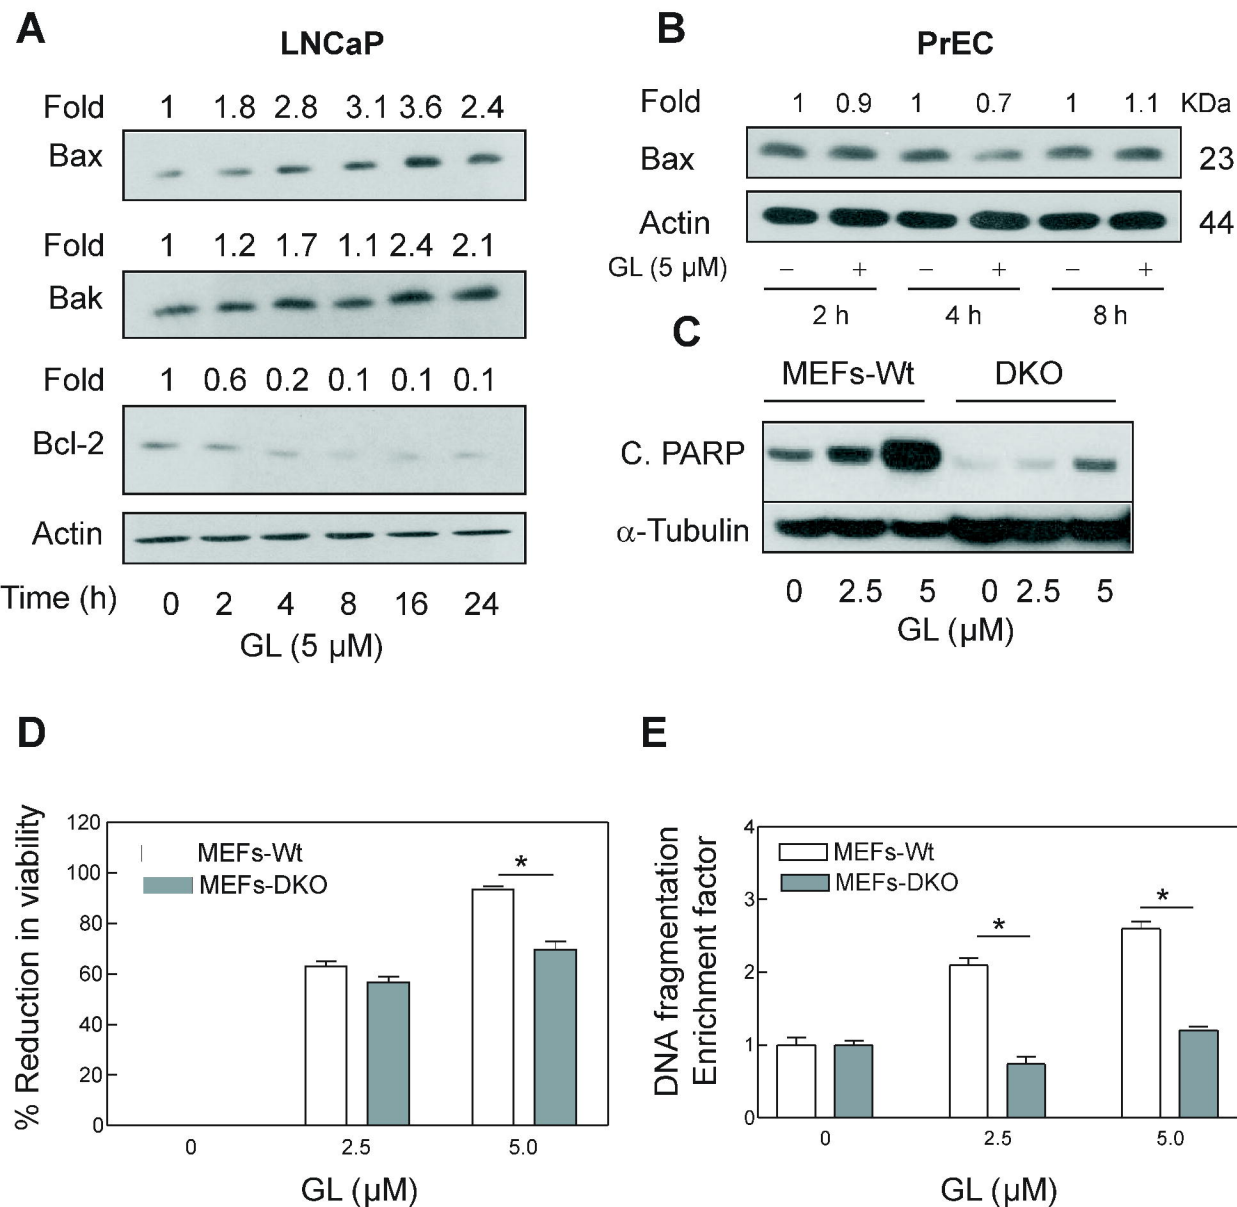 A
LNCaP
Fold 1 1.8 2.8 3.1 3.6 2.4
Bax
Fold 1 1.2 1.7 1.1 2.4 2.1
Bak
Fold 1 0.6 0.2 0.1 0.1 0.1
Bcl-2
Actin
Time (h) 0 2 4 8 16 24
GL (5 µM)
B
PrEC
Fold 1 0.9 1 0.7 1 1.1 KDa
Bax 23
Actin 44
GL (5 µM) − + − + − +
2 h 4 h 8 h
C
MEFs-Wt DKO
C. PARP
α-Tubulin
0 2.5 5 0 2.5 5
GL (µM)
D
% Reduction in viability
120
100
80
60
40
20
0
MEFs-Wt
MEFs-DKO
*
0 2.5 5.0
GL (µM)
E
DNA fragmentation
Enrichment factor
4
3
2
1
0
MEFs-Wt
MEFs-DKO
* *
0 2.5 5.0
GL (µM)